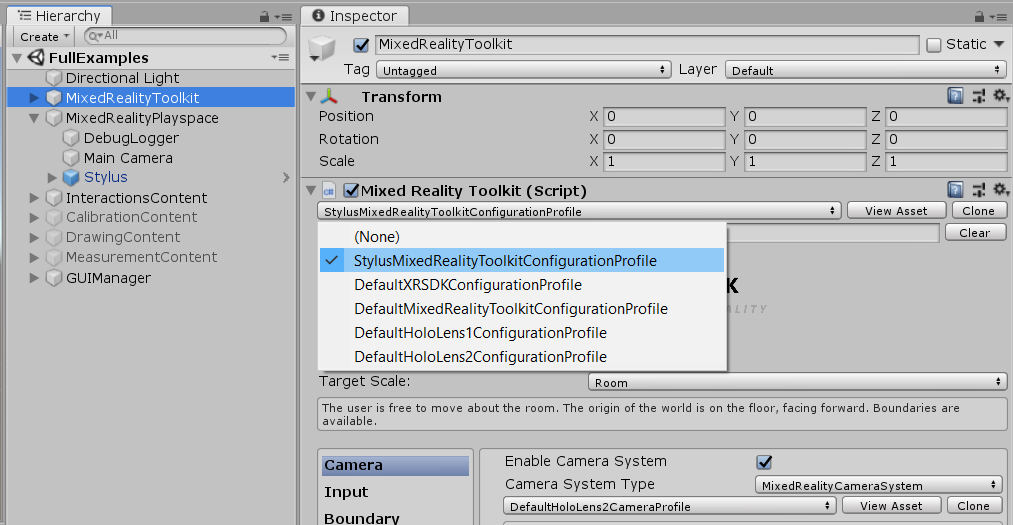 Hierarchy
Create
All
FullExamples
Directional Light
MixedRealityToolkit
MixedRealityPlayspace
DebugLogger
Main Camera
Stylus
InteractionsContent
CalibrationContent
DrawingContent
MeasurementContent
GUIManager
Inspector
MixedRealityToolkit Static
Tag Untagged Layer Default
Transform
Position X 0 Y 0 Z 0
Rotation X 0 Y 0 Z 0
Scale X 1 Y 1 Z 1
C#
Mixed Reality Toolkit (Script)
StylusMixedRealityToolkitConfigurationProfile View Asset Clone
Clear
(None)
StylusMixedRealityToolkitConfigurationProfile
DefaultXRSDKConfigurationProfile
DefaultMixedRealityToolkitConfigurationProfile
DefaultHoloLens1ConfigurationProfile
DefaultHoloLens2ConfigurationProfile
Target Scale: Room
The user is free to move about the room. The origin of the world is on the floor, facing forward. Boundaries are
available.
Camera
Input
Boundary
Enable Camera System
Camera System Type MixedRealityCameraSystem
DefaultHoloLens2CameraProfile View Asset Clone